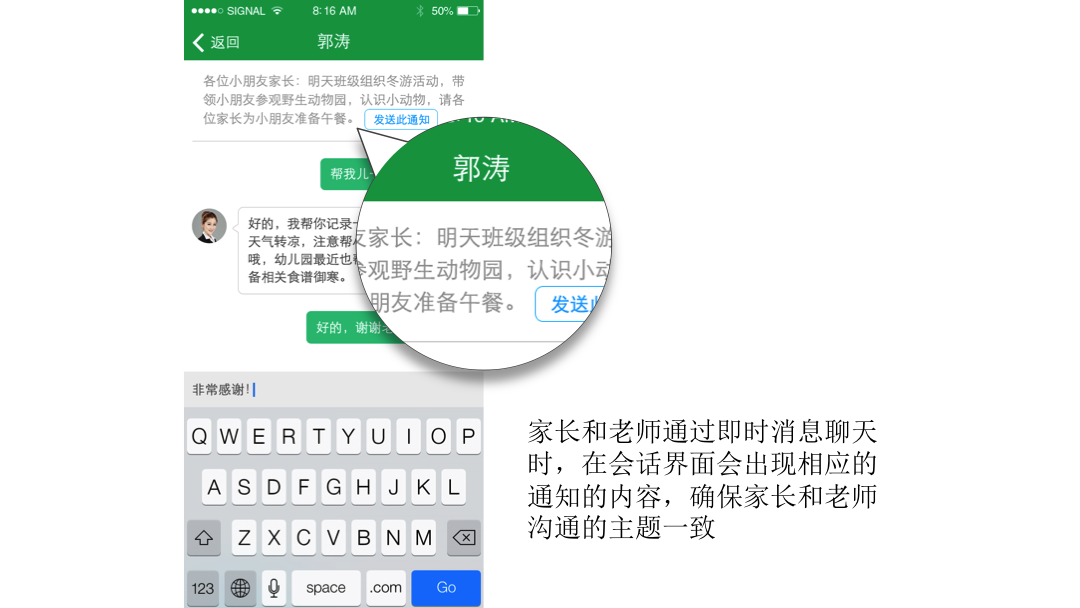 SIGNAL 8:16 AM 50%
返回 郭涛
各位小朋友家长：明天班级组织冬游活动，带
领小朋友参观野生动物园，认识小动物，请各
位家长为小朋友准备午餐。 发送此通知
郭涛
友家长：明天班级组织冬游
参观野生动物园，认识小动
朋友准备午餐。 发送此
帮我儿
好的，我帮你记录
天气转凉，注意帮
哦，幼儿园最近也
备相关食谱御寒。
好的，谢谢老
非常感谢!
Q W E R T Y U I O P
A S D F G H J K L
Z X C V B N M
123 space .com Go
家长和老师通过即时消息聊天
时，在会话界面会出现相应的
通知的内容，确保家长和老师
沟通的主题一致